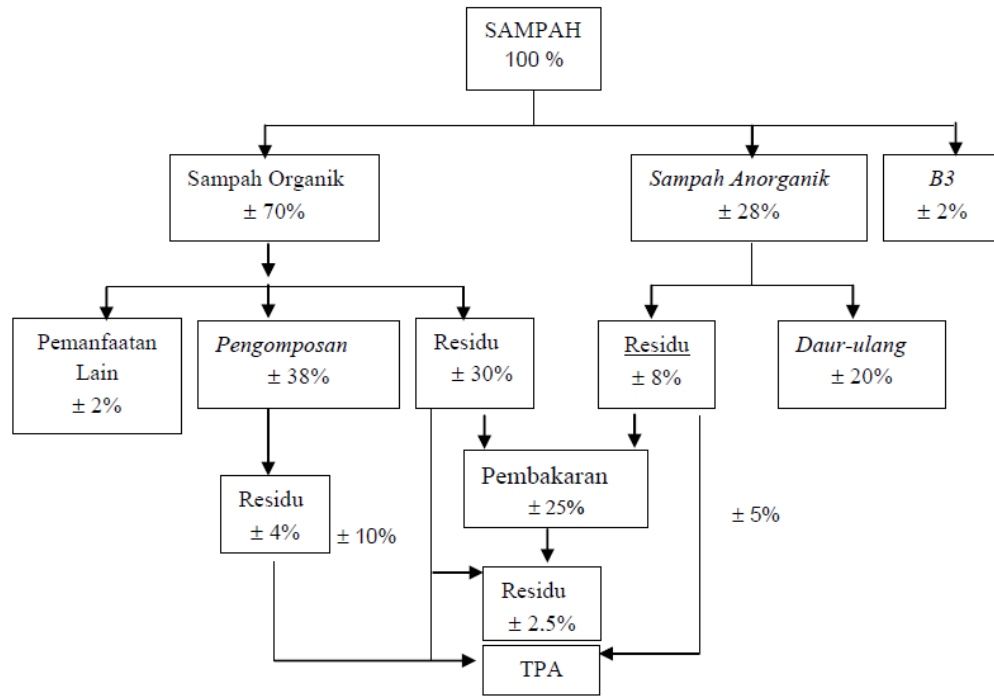 SAMPAH
100 %
Sampah Organik
± 70%
Sampah Anorganik
± 28%
B3
± 2%
Pemanfaatan
Lain
± 2%
Pengomposan
± 38%
Residu
± 30%
Residu
± 8%
Daur-ulang
± 20%
Residu
± 4%
± 10%
Pembakaran
± 25%
± 5%
Residu
± 2.5%
TPA